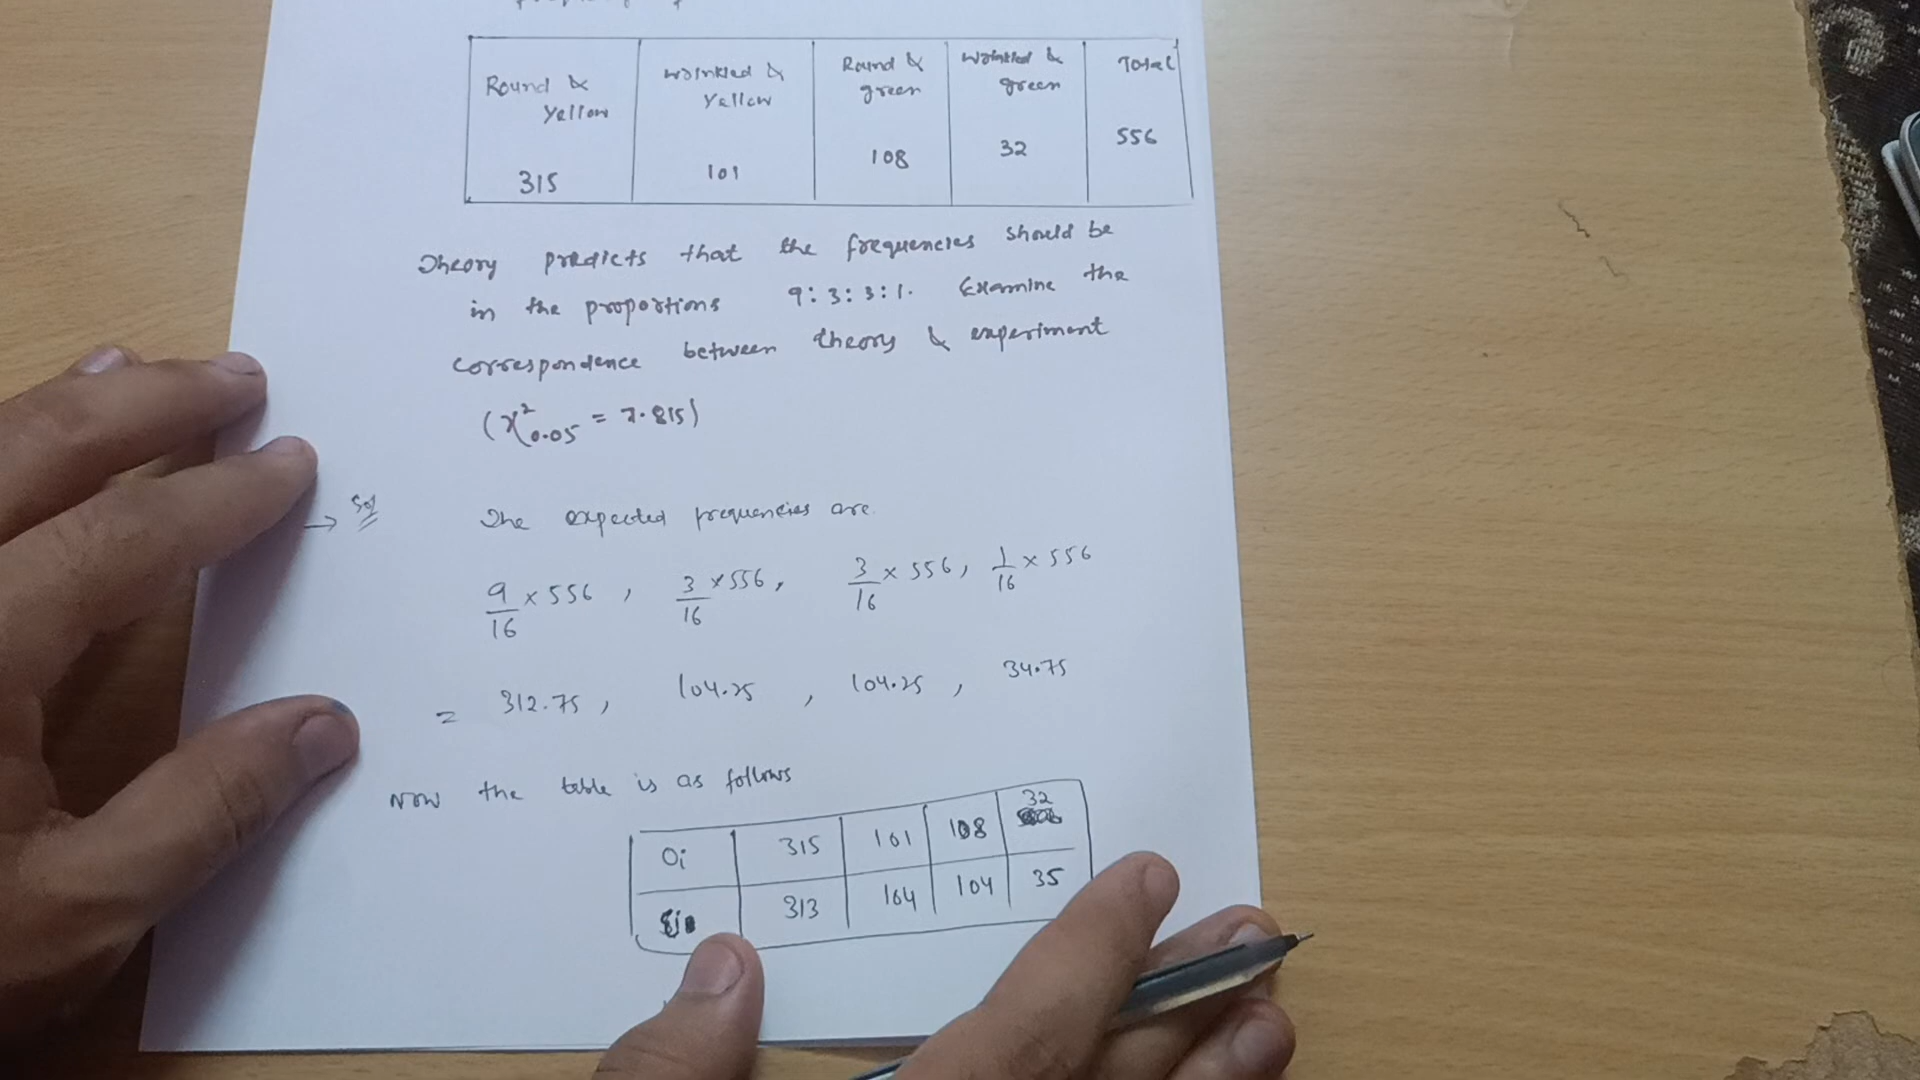 Round & Yellow
Wrinkled & Yellow
Round & green
Wrinkled & green
Total
315
101
108
32
556
Theory predicts that the frequencies should be
in the proportions 9:3:3:1. Examine the
correspondence between theory & experiment
(χ²0.05 = 7.815)
→ Sol
The expected frequencies are.
9/16 × 556 , 3/16 × 556, 3/16 × 556, 1/16 × 556
= 312.75, 104.25 , 104.25 , 34.75
Now the table is as follows
Oi 315 101 108 32
Ei 313 104 104 35